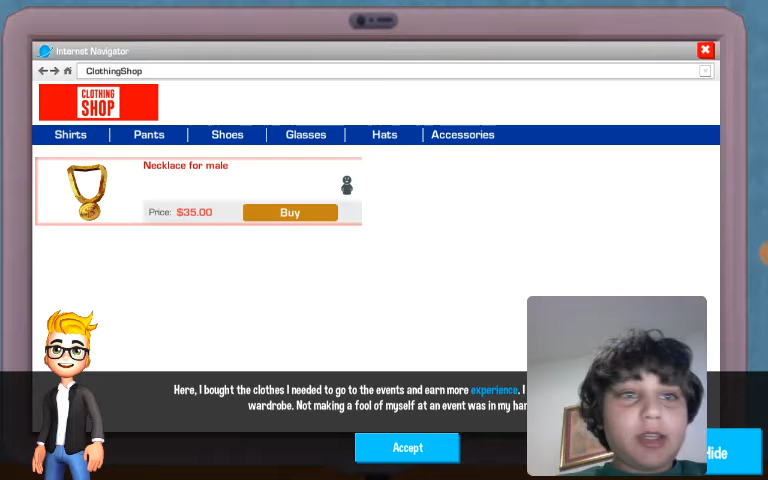 Internet Navigator
ClothingShop
CLOTHING
SHOP
Shirts Pants Shoes Glasses Hats Accessories
Necklace for male
Price: $35.00 Buy
Here, I bought the clothes I needed to go to the events and earn more experience. I
wardrobe. Not making a fool of myself at an event was in my
Accept
Hide